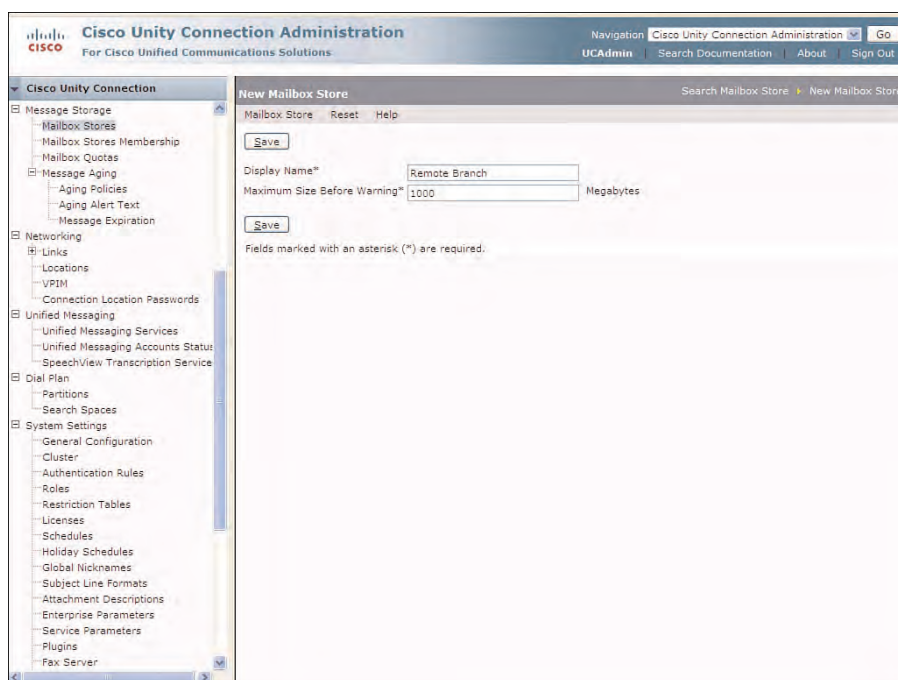 CISCO
Cisco Unity Connection Administration
For Cisco Unified Communications Solutions
Navigation Cisco Unity Connection Administration Go
UCAdmin Search Documentation About Sign Out
Cisco Unity Connection
Message Storage
Mailbox Stores
Mailbox Stores Membership
Mailbox Quotas
Message Aging
Aging Policies
Aging Alert Text
Message Expiration
Networking
Links
Locations
VPIM
Connection Location Passwords
Unified Messaging
Unified Messaging Services
Unified Messaging Accounts Status
SpeechView Transcription Service
Dial Plan
Partitions
Search Spaces
System Settings
General Configuration
Cluster
Authentication Rules
Roles
Restriction Tables
Licenses
Schedules
Holiday Schedules
Global Nicknames
Subject Line Formats
Attachment Descriptions
Enterprise Parameters
Service Parameters
Plugins
Fax Server
New Mailbox Store
Search Mailbox Store New Mailbox Store
Mailbox Store Reset Help
Save
Display Name* Remote Branch
Maximum Size Before Warning* 1000 Megabytes
Save
Fields marked with an asterisk (*) are required.